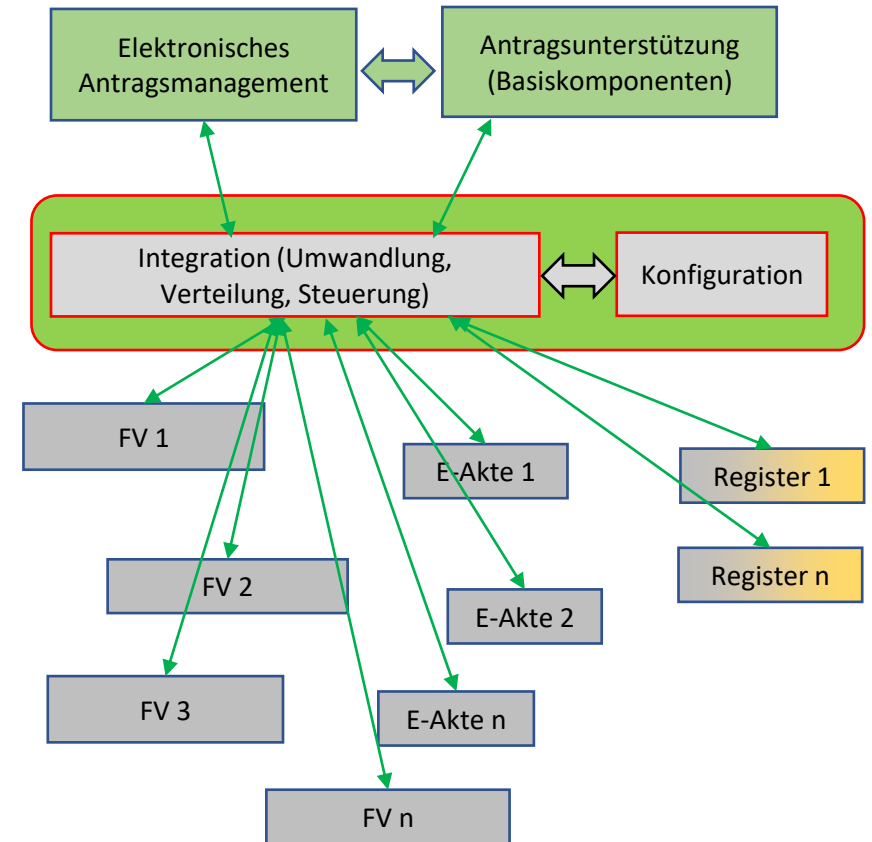 Elektronisches
Antragsmanagement
Antragsunterstützung
(Basiskomponenten)
Integration (Umwandlung,
Verteilung, Steuerung)
Konfiguration
FV 1
E-Akte 1
Register 1
FV 2
Register n
E-Akte 2
FV 3
E-Akte n
FV n